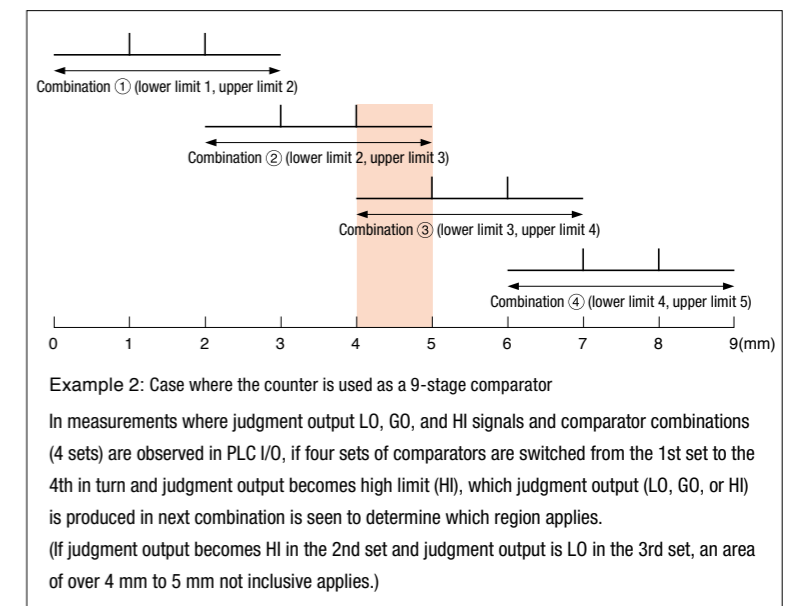 Combination ① (lower limit 1, upper limit 2)
Combination ② (lower limit 2, upper limit 3)
Combination ③ (lower limit 3, upper limit 4)
Combination ④ (lower limit 4, upper limit 5)
0 1 2 3 4 5 6 7 8 9(mm)
Example 2: Case where the counter is used as a 9-stage comparator
In measurements where judgment output LO, GO, and HI signals and comparator combinations
(4 sets) are observed in PLC I/O, if four sets of comparators are switched from the 1st set to the
4th in turn and judgment output becomes high limit (HI), which judgment output (LO, GO, or HI)
is produced in next combination is seen to determine which region applies.
(If judgment output becomes HI in the 2nd set and judgment output is LO in the 3rd set, an area
of over 4 mm to 5 mm not inclusive applies.)